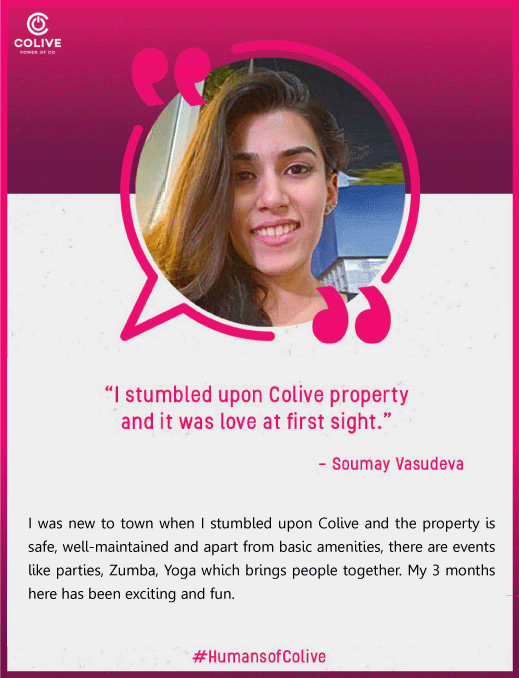 COLIVE
POWER OF CO
“I stumbled upon Colive property
and it was love at first sight.”
– Soumay Vasudeva
I was new to town when I stumbled upon Colive and the property is
safe, well-maintained and apart from basic amenities, there are events
like parties, Zumba, Yoga which brings people together. My 3 months
here has been exciting and fun.
#HumansofColive